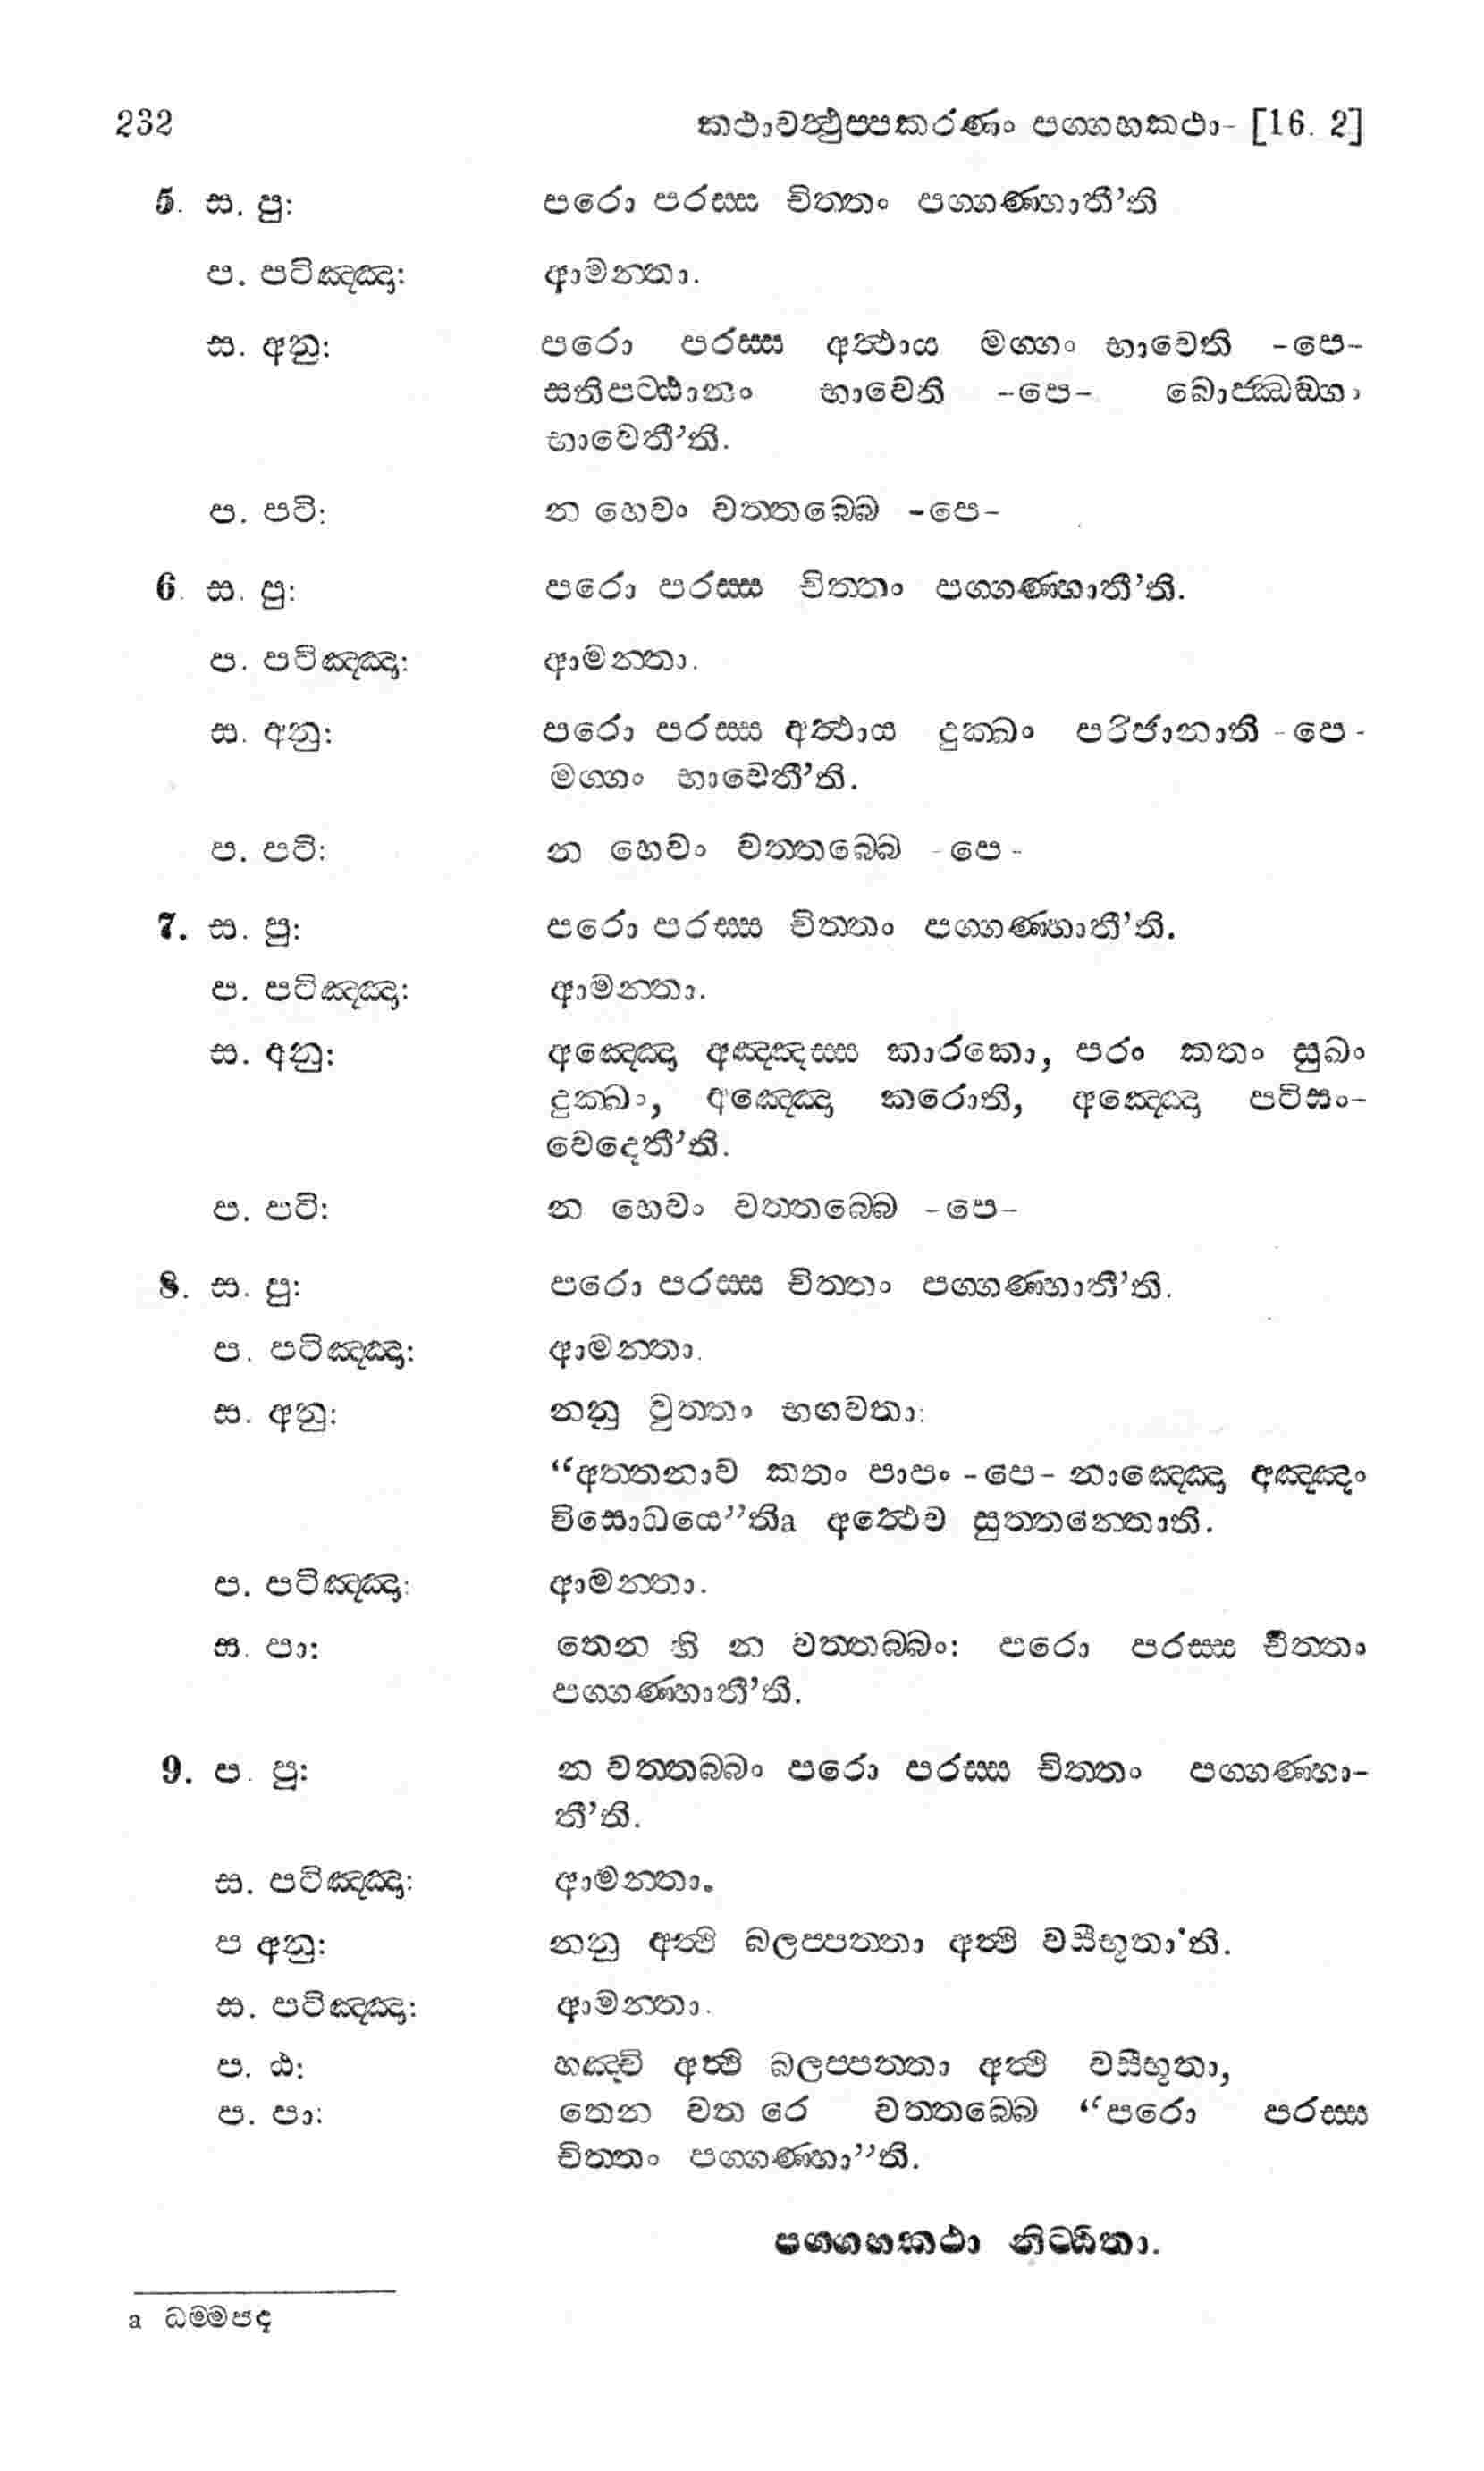 232 කථාවත්‍ථුප්පකරණං පග්ගහකථා- [16. 2]
5. ස. පු: පරො පරස්ස චිත්තං පග්ගණ්හාතී’ති
ප. පටිඤ්ඤා: ආමන්තා.
ස. අනු: පරො පරස්ස අත්‍ථාය මග්ගං භාවෙති -පෙ-
සතිපට්ඨානං භාවෙති -පෙ- බොජ්ඣඞ්ගං
භාවෙතී’ති.
ප. පටි: න හෙවං වත්තබ්බෙ -පෙ-
6. ස. පු: පරො පරස්ස චිත්තං පග්ගණ්හාතී’ති.
ප. පටිඤ්ඤා: ආමන්තා.
ස. අනු: පරො පරස්ස අත්‍ථාය දුක්ඛං පරිජානාති -පෙ-
මග්ගං භාවෙතී’ති.
ප. පටි: න හෙවං වත්තබ්බෙ -පෙ-
7. ස. පු: පරො පරස්ස චිත්තං පග්ගණ්හාතී’ති.
ප. පටිඤ්ඤා: ආමන්තා.
ස. අනු: අඤ්ඤො අඤ්ඤස්ස කාරකො, පරං කතං සුඛං
දුක්ඛං, අඤ්ඤො කරොති, අඤ්ඤො පටිසං-
වෙදෙතී’ති.
ප. පටි: න හෙවං වත්තබ්බෙ -පෙ-
8. ස. පු: පරො පරස්ස චිත්තං පග්ගණ්හාතී’ති.
ප. පටිඤ්ඤා: ආමන්තා.
ස. අනු: නනු වුත්තං භගවතා:
“අත්තනාව කතං පාපං -පෙ- නාඤ්ඤො අඤ්ඤං
විසොධයෙ”තිa අත්‍ථෙව සුත්තන්තොති.
ප. පටිඤ්ඤා: ආමන්තා.
ස. පා: තෙන හි න වත්තබ්බං: පරො පරස්ස චිත්තං
පග්ගණ්හාතී’ති.
9. ප. පු: න වත්තබ්බං පරො පරස්ස චිත්තං පග්ගණ්හා-
තී’ති.
ස. පටිඤ්ඤා: ආමන්තා.
ප අනු: නනු අත්‍ථි බලප්පත්තා අත්‍ථි වසීභූතා’ති.
ස. පටිඤ්ඤා: ආමන්තා.
ප. ඨ: හඤ්චි අත්‍ථි බලප්පත්තා අත්‍ථි වසීභූතා,
ප. පා: තෙන වත රෙ වත්තබ්බෙ “පරො පරස්ස
චිත්තං පග්ගණ්හා”ති.
පග්ගහකථා නිට්ඨිතා.
a ධම්මපද